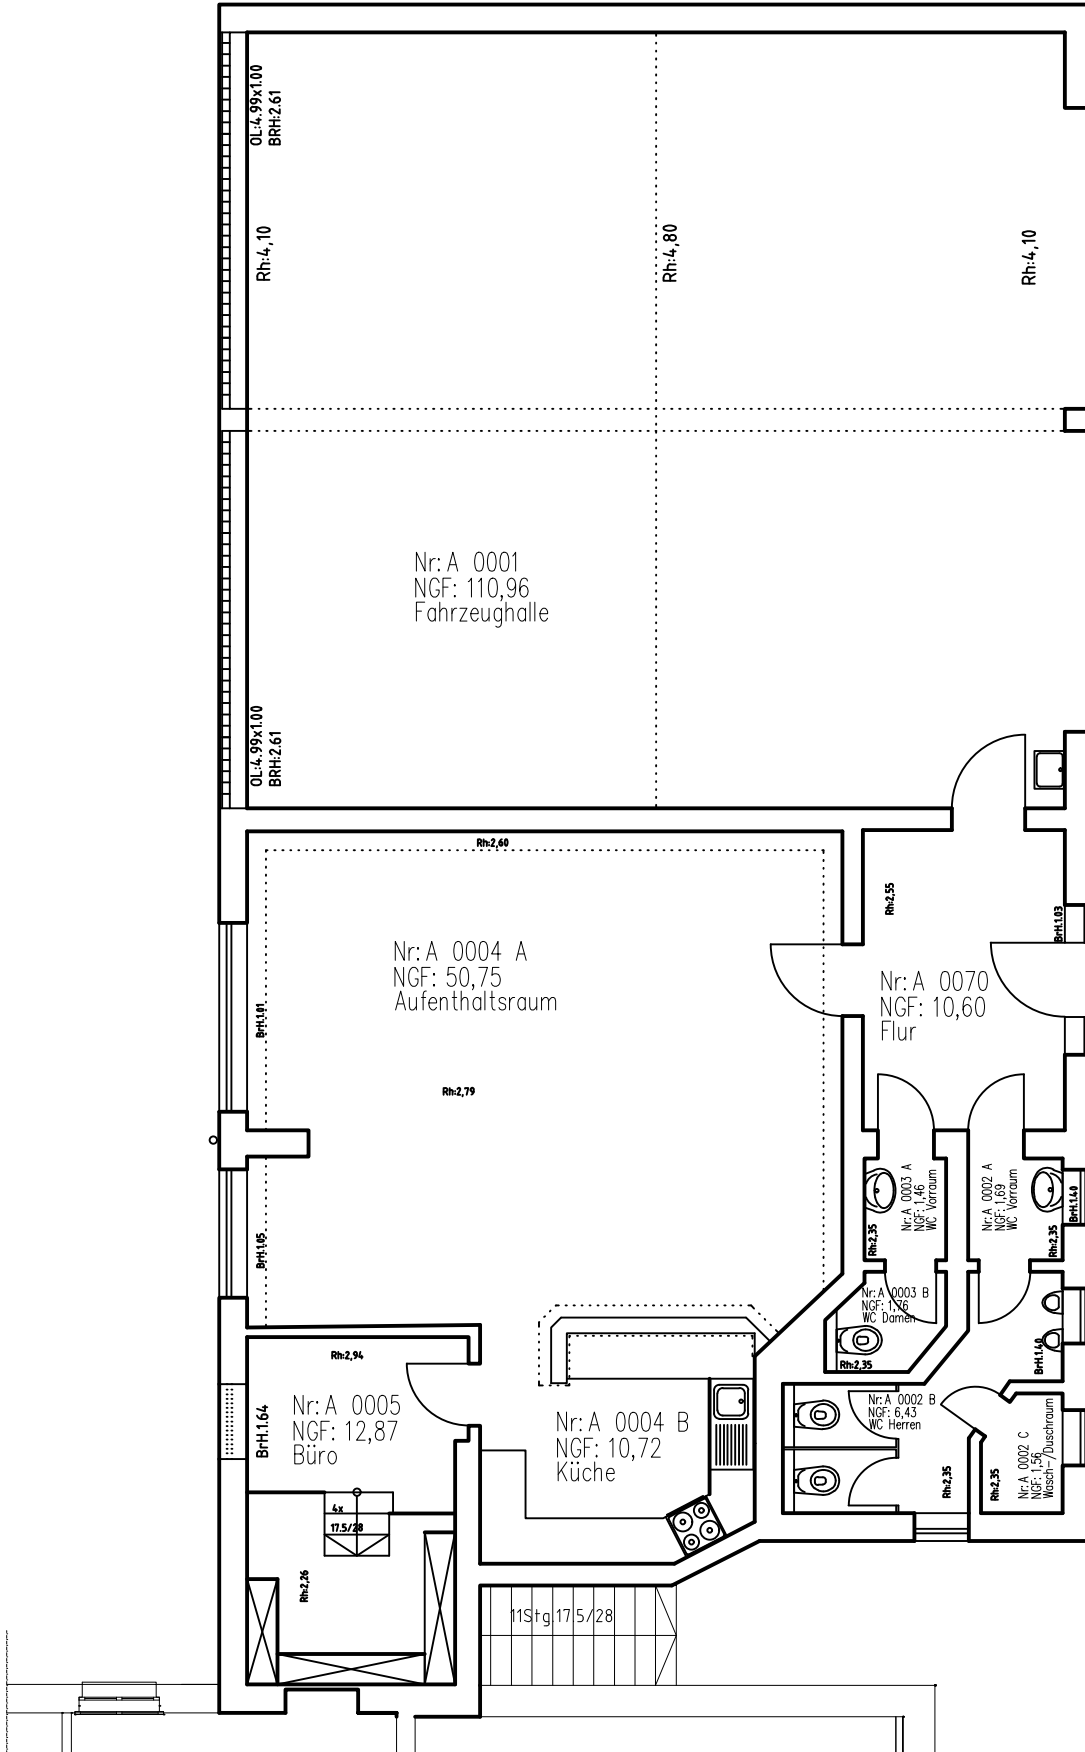 OL:4.99x1.00
BRH:2.61
Rh:4,10
Rh:4,80
Rh:4,10
Nr: A 0001
NGF: 110,96
Fahrzeughalle
OL:4.99x1.00
BRH:2.61
Rh:2,60
Rh:2,55
BrH.1.03
Nr: A 0004 A
NGF: 50,75
Aufenthaltsraum
BrH.1.01
Nr: A 0070
NGF: 10,60
Flur
Rh:2,79
Nr: A 0003 A
NGF: 1,46
WC Vorraum
Rh:2,35
Nr: A 0002 A
NGF: 1,69
WC Vorraum
Rh:2,35
BrH.1.40
BrH.1.05
Nr: A 0003 B
NGF: 1,76
WC Damen
Rh:2,35
BrH.1.40
Rh:2,94
Nr: A 0005
NGF: 12,87
Büro
BrH.1.64
Nr: A 0004 B
NGF: 10,72
Küche
Nr: A 0002 B
NGF: 6,43
WC Herren
Rh:2,35
Rh:2,35
Nr: A 0002 C
NGF: 1,56
Wasch-/Duschraum
4x
17.5/28
Rh:2,26
11Stg.17.5/28